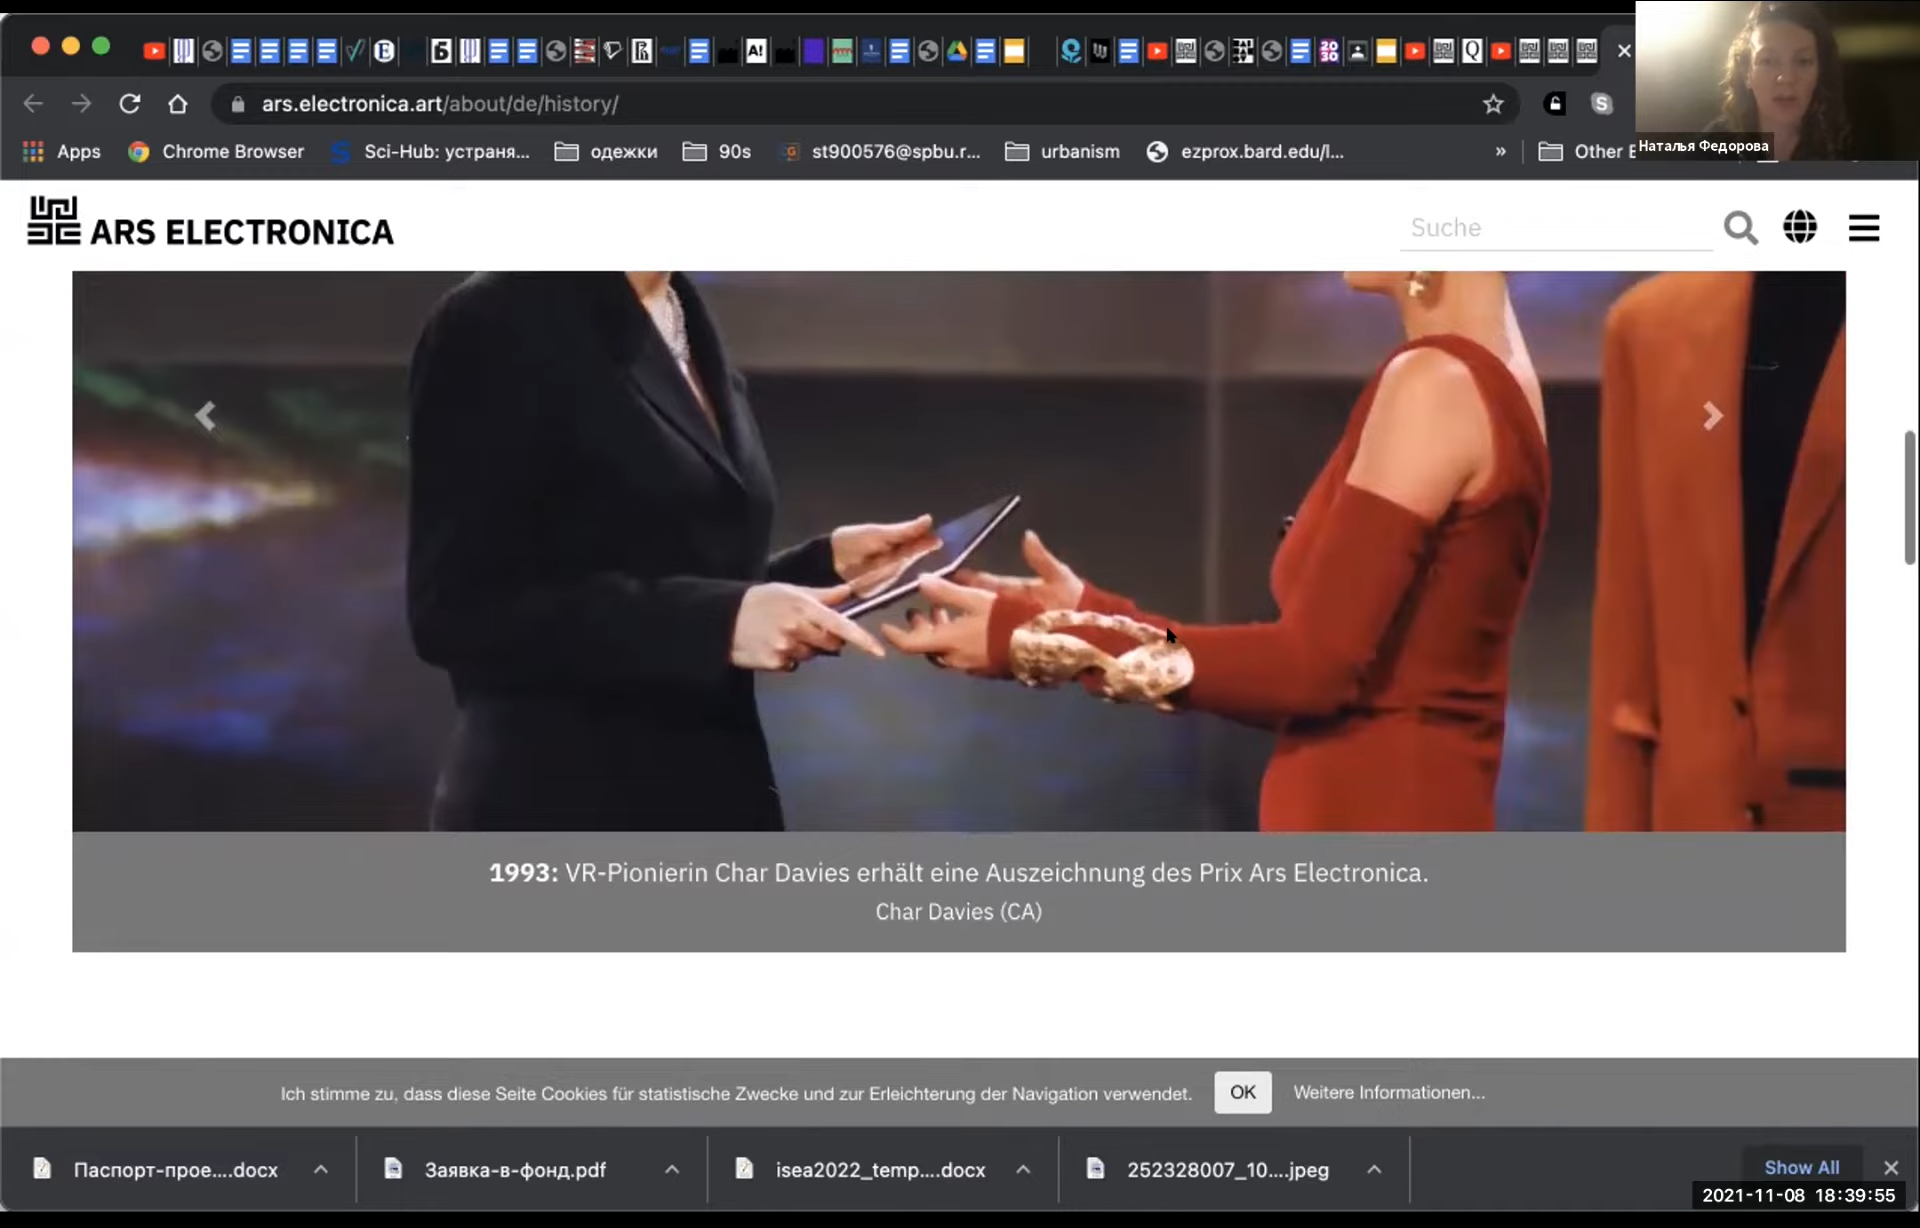 ars.electronica.art/about/de/history/
Apps
Chrome Browser
Sci-Hub: устраня...
одежки
90s
st900576@spbu.r...
urbanism
ezprox.bard.edu/l...
»
Other
Наталья Федорова
ARS ELECTRONICA
Suche
1993: VR-Pionierin Char Davies erhält eine Auszeichnung des Prix Ars Electronica.
Char Davies (CA)
Ich stimme zu, dass diese Seite Cookies für statistische Zwecke und zur Erleichterung der Navigation verwendet.
OK
Weitere Informationen...
Паспорт-прое....docx
Заявка-в-фонд.pdf
isea2022_temp....docx
252328007_10....jpeg
Show All
2021-11-08 18:39:55